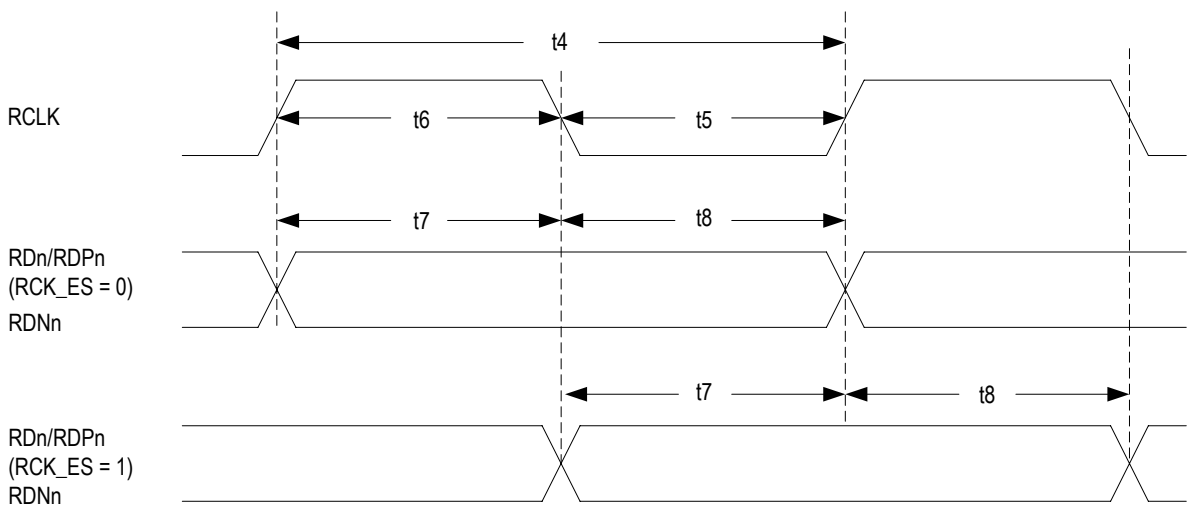 t4
RCLK
t6
t5
t7
t8
RDn/RDPn
(RCK_ES = 0)
RDNn
t7
t8
RDn/RDPn
(RCK_ES = 1)
RDNn